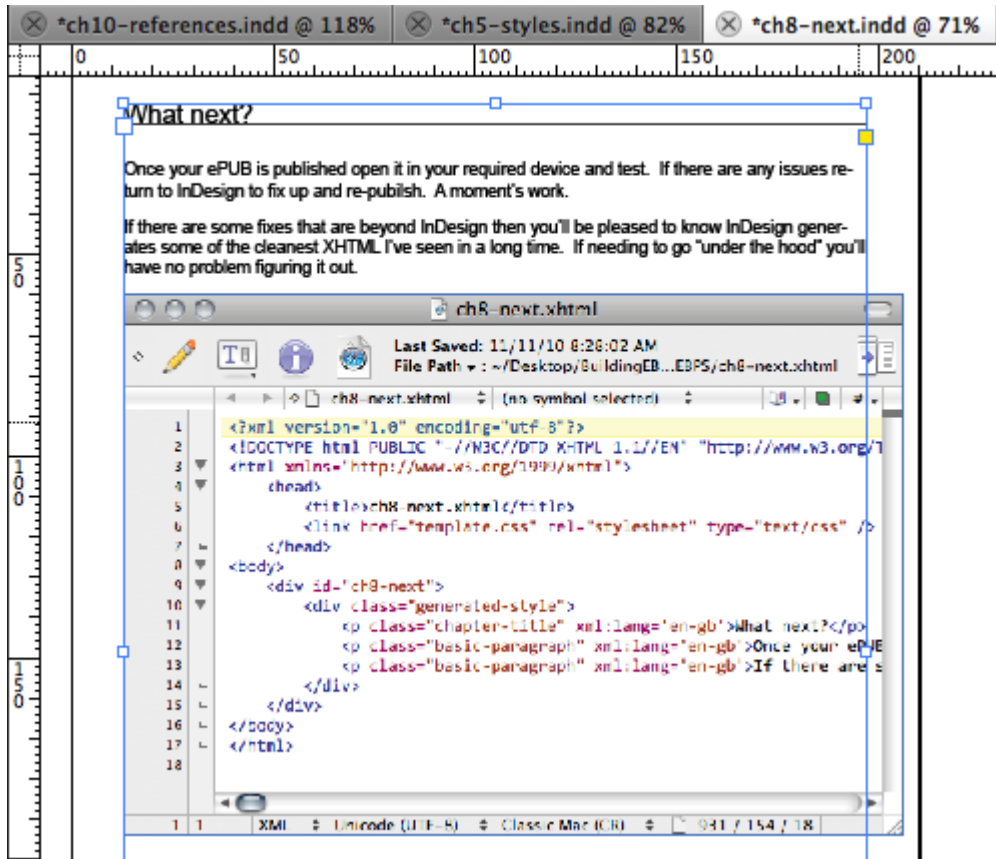 *ch10-references.indd @ 118% *ch5-styles.indd @ 82% *ch8-next.indd @ 71%
0 50 100 150 200
What next?
Once your ePUB is published open it in your required device and test. If there are any issues re-
turn to InDesign to fix up and re-pubilsh. A moment's work.
If there are some fixes that are beyond InDesign then you'll be pleased to know InDesign gener-
ates some of the cleanest XHTML I've seen in a long time. If needing to go "under the hood" you'll
have no problem figuring it out.
50
100
150
ch8-next.xhtml
Last Saved: 11/11/10 8:28:02 AM
File Path : ~/Desktop/BuildingEB...EBPS/ch8-next.xhtml
ch8-next.xhtml (no symbol selected) #
1 <?xml version="1.0" encoding="utf-8"?>
2 <!DOCTYPE html PUBLIC "-//W3C//DTD XHTML 1.1//EN" "http://www.w3.org/T
3 <html xmlns="http://www.w3.org/1999/xhtml">
4 <head>
5 <title>ch8-next.xhtml</title>
6 <link href="template.css" rel="stylesheet" type="text/css" />
7 </head>
8 <body>
9 <div id="ch8-next">
10 <div class="generated-style">
11 <p class="chapter-title" xml:lang='en-gb'>What next?</p>
12 <p class="basic-paragraph" xml:lang='en-gb'>Once your ePUB
13 <p class="basic-paragraph" xml:lang='en-gb'>If there are s
14 </div>
15 </div>
16 </body>
17 </html>
18
1 1 XML Unicode (UTF-8) Classic Mac (CR) 931 / 154 / 18